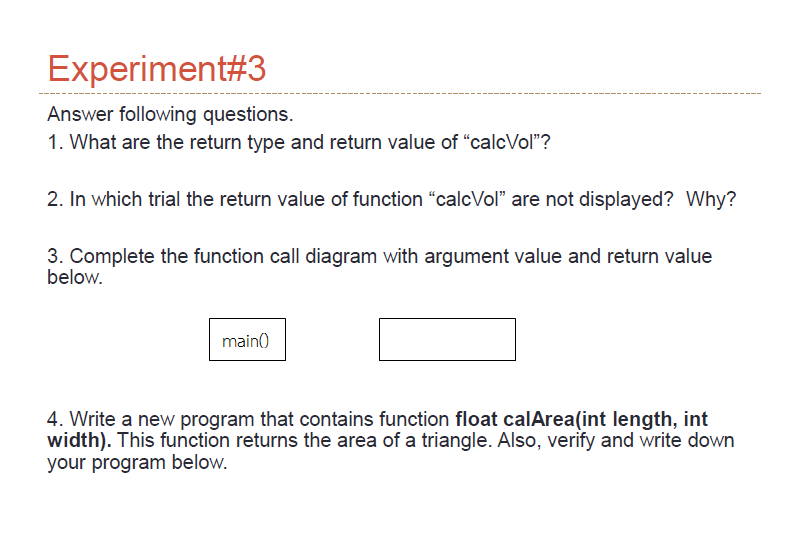 Experiment#3
Answer following questions.
1. What are the return type and return value of “calcVol”?
2. In which trial the return value of function “calcVol” are not displayed?  Why?
3. Complete the function call diagram with argument value and return value
below.
main()
4. Write a new program that contains function float calArea(int length, int
width). This function returns the area of a triangle. Also, verify and write down
your program below.